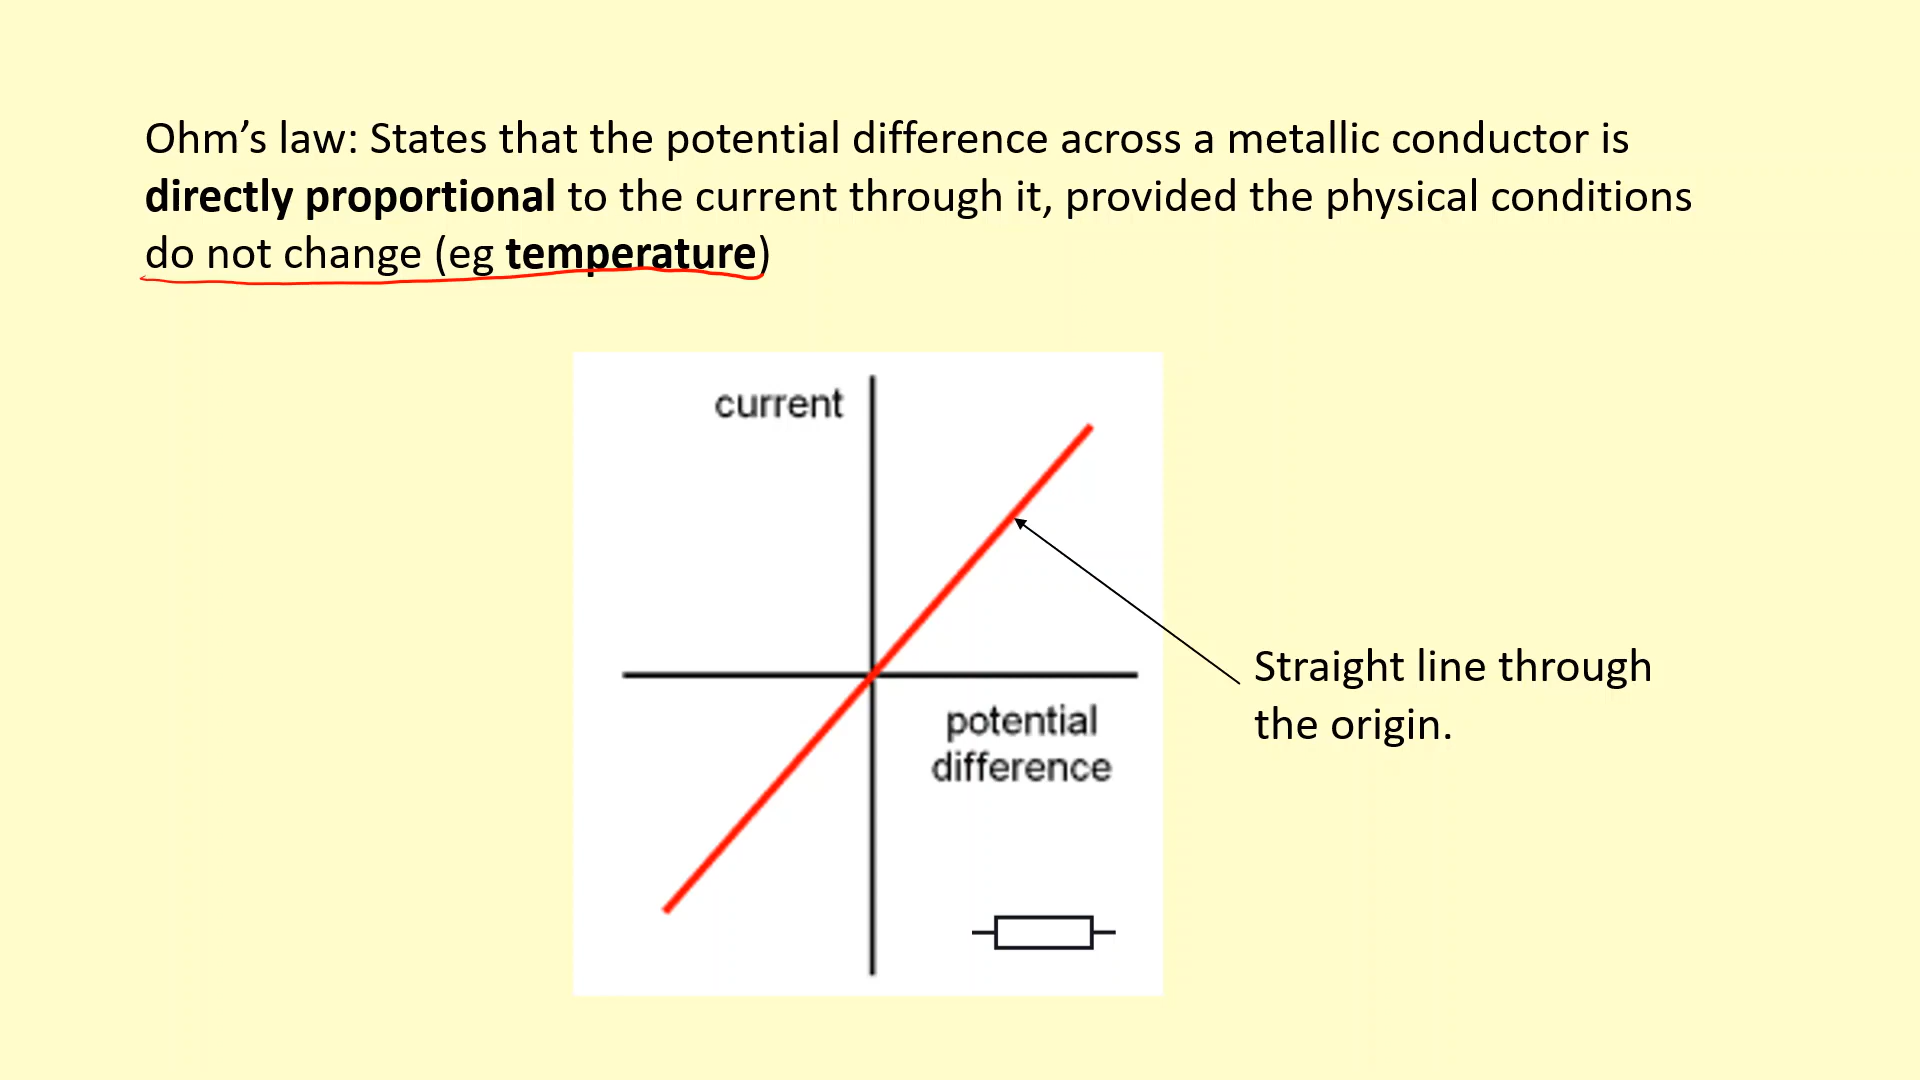 Ohm’s law: States that the potential difference across a metallic conductor is
directly proportional to the current through it, provided the physical conditions
do not change (eg temperature)
current
potential
difference
Straight line through
the origin.